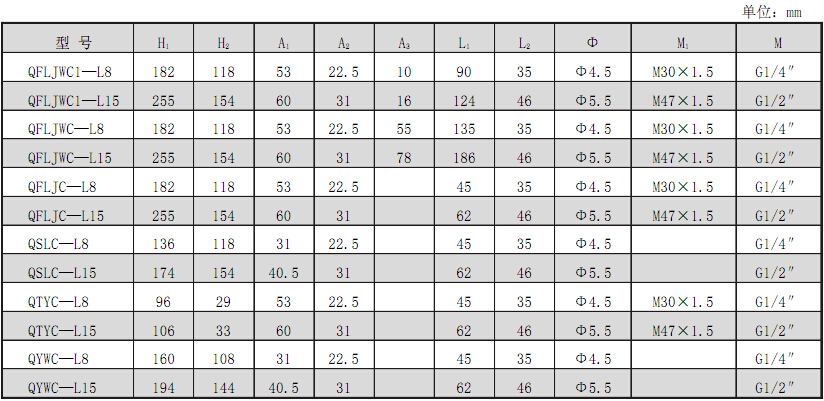 单位：mm
型 号 H₁ H₂ A₁ A₂ A₃ L₁ L₂ Φ M₁ M
QFLJWC1—L8 182 118 53 22.5 10 90 35 Φ4.5 M30×1.5 G1/4″
QFLJWC1—L15 255 154 60 31 16 124 46 Φ5.5 M47×1.5 G1/2″
QFLJWC—L8 182 118 53 22.5 55 135 35 Φ4.5 M30×1.5 G1/4″
QFLJWC—L15 255 154 60 31 78 186 46 Φ5.5 M47×1.5 G1/2″
QFLJC—L8 182 118 53 22.5 45 35 Φ4.5 M30×1.5 G1/4″
QFLJC—L15 255 154 60 31 62 46 Φ5.5 M47×1.5 G1/2″
QSLC—L8 136 118 31 22.5 45 35 Φ4.5 G1/4″
QSLC—L15 174 154 40.5 31 62 46 Φ5.5 G1/2″
QTYC—L8 96 29 53 22.5 45 35 Φ4.5 M30×1.5 G1/4″
QTYC—L15 106 33 60 31 62 46 Φ5.5 M47×1.5 G1/2″
QYWC—L8 160 108 31 22.5 45 35 Φ4.5 G1/4″
QYWC—L15 194 144 40.5 31 62 46 Φ5.5 G1/2″